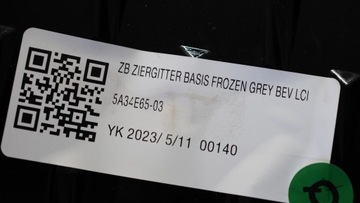 ZB ZIERGITTER BASIS FROZEN GREY BEV LCI
5A34E65-03
YK 2023/ 5/11 00140